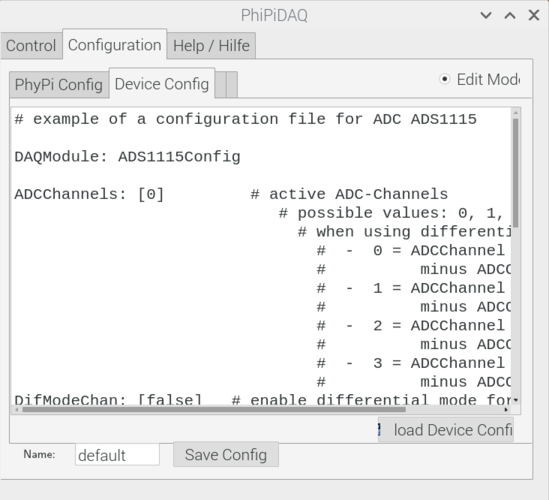 PhiPiDAQ
Control Configuration Help / Hilfe
PhyPi Config Device Config Edit Mode
# example of a configuration file for ADC ADS1115
DAQModule: ADS1115Config
ADCChannels: [0] # active ADC-Channels
# possible values: 0, 1,
# when using differenti
# - 0 = ADCChannel
# minus ADCC
# - 1 = ADCChannel
# minus ADCC
# - 2 = ADCChannel
# minus ADCC
# - 3 = ADCChannel
# minus ADCC
DifModeChan: [false] # enable differential mode for
load Device Confi
Name: default Save Config